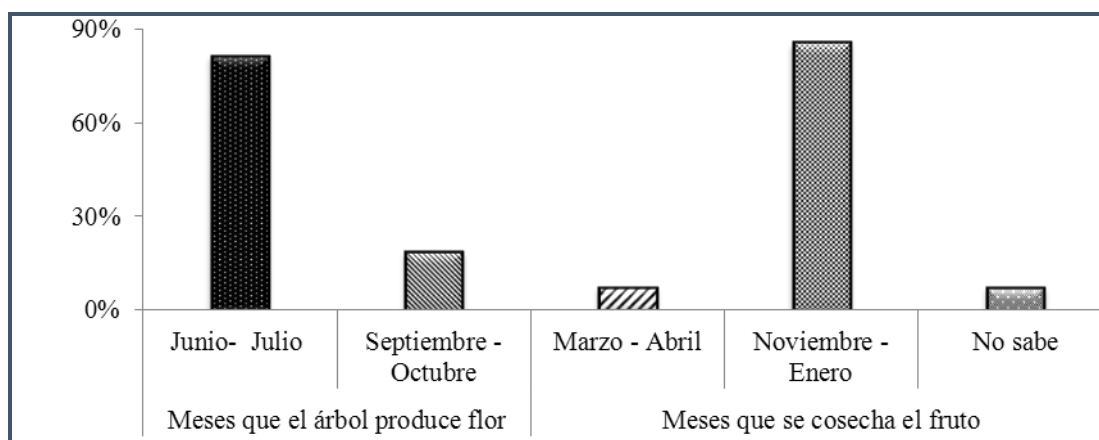 90%
60%
30%
0%
Junio- Julio
Septiembre -
Octubre
Marzo - Abril
Noviembre -
Enero
No sabe
Meses que el árbol produce flor
Meses que se cosecha el fruto